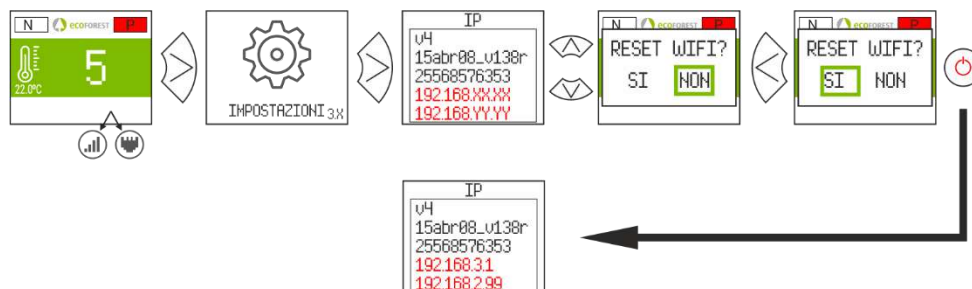 N ecoforest P
5
22.0ºC
IMPOSTAZIONI 3.X
IP
v4
15abr08_v138r
25568576353
192.168.XX.XX
192.168.YY.YY
N ecoforest P
RESET WIFI?
SI NON
N ecoforest P
RESET WIFI?
SI NON
IP
v4
15abr08_v138r
25568576353
192.168.3.1
192.168.2.99